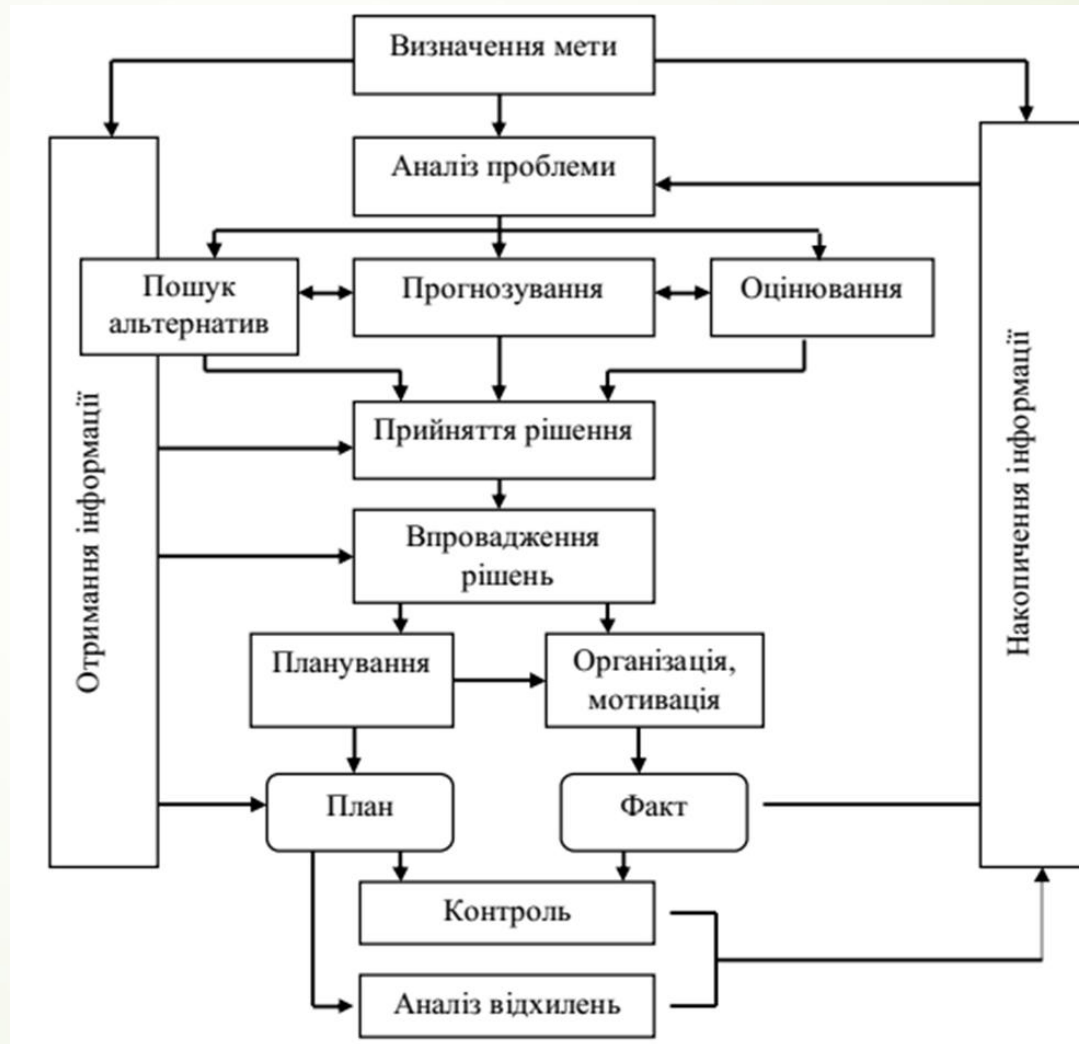 Визначення мети
Аналіз проблеми
Пошук
альтернатив
Прогнозування
Оцінювання
Прийняття рішення
Впровадження
рішень
Планування
Організація,
мотивація
План
Факт
Контроль
Аналіз відхилень
Отримання інформації
Накопичення інформації